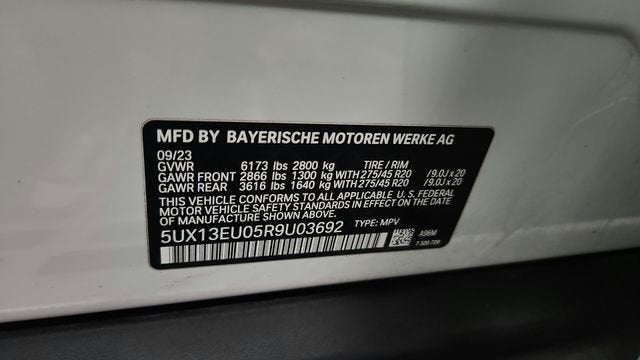 MFD BY BAYERISCHE MOTOREN WERKE AG
09/23
GVWR 6173 lbs 2800 kg TIRE / RIM
GAWR FRONT 2866 lbs 1300 kg WITH 275/45 R20 / 9.0J x 20
GAWR REAR 3616 lbs 1640 kg WITH 275/45 R20 / 9.0J x 20
THIS VEHICLE CONFORMS TO ALL APPLICABLE U.S. FEDERAL
MOTOR VEHICLE SAFETY STANDARDS IN EFFECT ON THE
DATE OF MANUFACTURE SHOWN ABOVE.
5UX13EU05R9U03692 TYPE: MPV
A96M
7 320 729